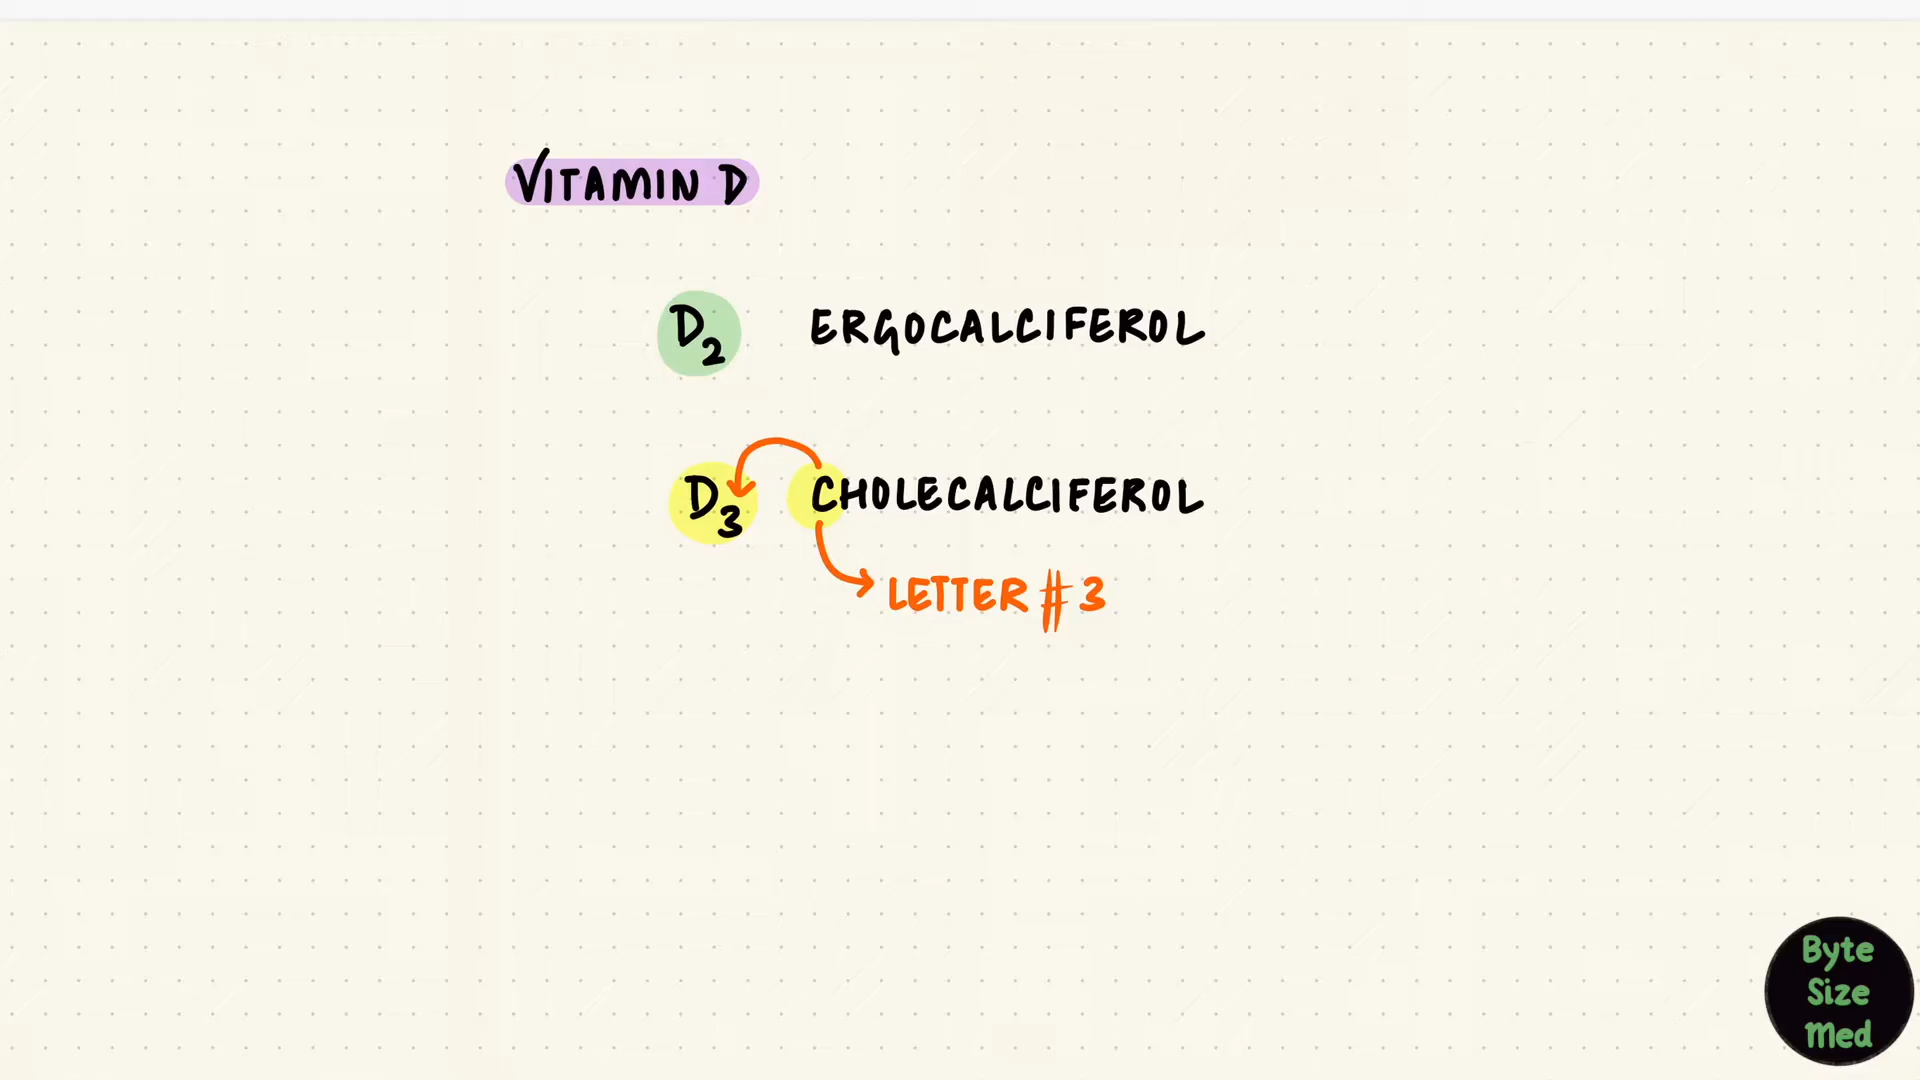 VITAMIN D
D2 ERGOCALCIFEROL
D3 CHOLECALCIFEROL
LETTER #3
Byte
Size
Med